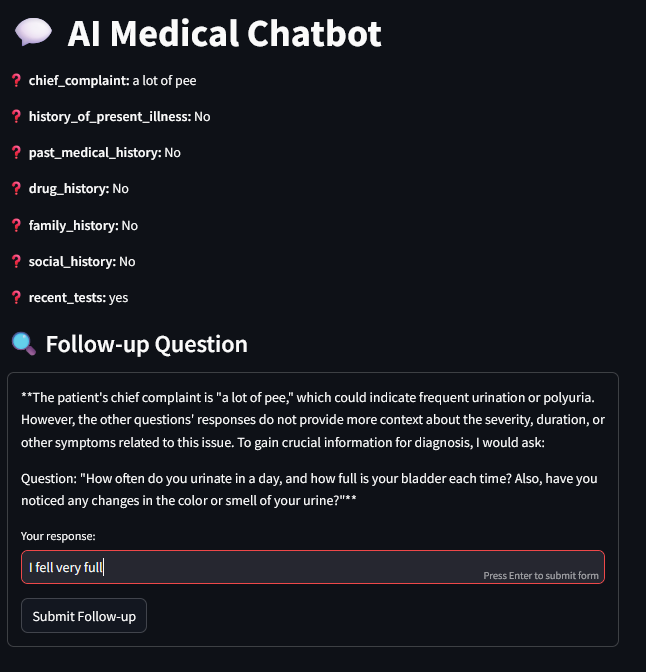 AI Medical Chatbot
chief_complaint: a lot of pee
history_of_present_illness: No
past_medical_history: No
drug_history: No
family_history: No
social_history: No
recent_tests: yes
Follow-up Question
**The patient's chief complaint is "a lot of pee," which could indicate frequent urination or polyuria.
However, the other questions' responses do not provide more context about the severity, duration, or
other symptoms related to this issue. To gain crucial information for diagnosis, I would ask:
Question: "How often do you urinate in a day, and how full is your bladder each time? Also, have you
noticed any changes in the color or smell of your urine?"**
Your response:
I fell very full
Press Enter to submit form
Submit Follow-up